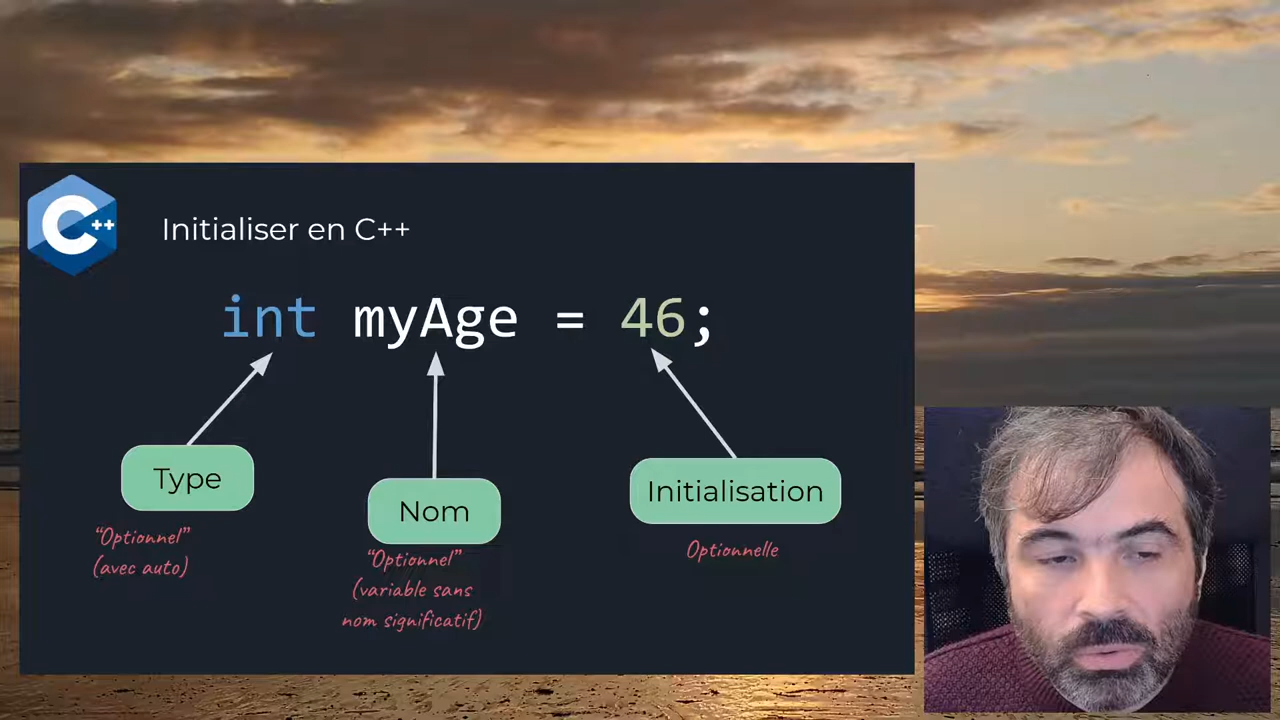 C++
Initialiser en C++
int myAge = 46;
Type
Nom
Initialisation
“Optionnel”
(avec auto)
“Optionnel”
(variable sans
nom significatif)
Optionnelle